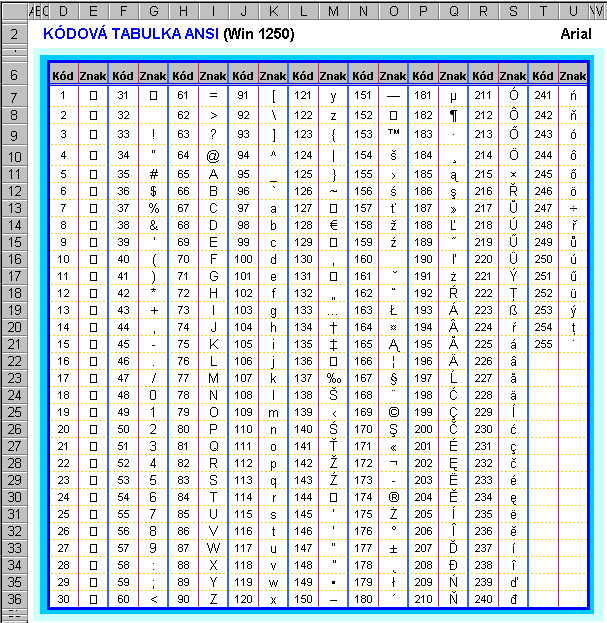 ABC D E F G H I J K L M N O P Q R S T U V W
2 KÓDOVÁ TABULKA ANSI (Win 1250) Arial
6 Kód Znak Kód Znak Kód Znak Kód Znak Kód Znak Kód Znak Kód Znak Kód Znak Kód Znak
7 1 □ 31 □ 61 = 91 [ 121 y 151 — 181 µ 211 Ó 241 ń
8 2 □ 32 62 > 92 \ 122 z 152 □ 182 ¶ 212 Ô 242 ň
9 3 □ 33 ! 63 ? 93 ] 123 { 153 ™ 183 · 213 Ő 243 ó
10 4 □ 34 " 64 @ 94 ^ 124 | 154 š 184 ¸ 214 Ö 244 ô
11 5 □ 35 # 65 A 95 _ 125 } 155 › 185 ą 215 × 245 ő
12 6 □ 36 $ 66 B 96 ` 126 ~ 156 ś 186 ş 216 Ř 246 ö
13 7 □ 37 % 67 C 97 a 127 □ 157 ť 187 » 217 Ů 247 ÷
14 8 □ 38 & 68 D 98 b 128 € 158 ž 188 Ľ 218 Ú 248 ř
15 9 □ 39 ' 69 E 99 c 129 □ 159 ź 189 ˝ 219 Ű 249 ů
16 10 □ 40 ( 70 F 100 d 130 ‚ 160 190 ľ 220 Ü 250 ú
17 11 □ 41 ) 71 G 101 e 131 □ 161 ˇ 191 ż 221 Ý 251 ű
18 12 □ 42 * 72 H 102 f 132 „ 162 ˘ 192 Ŕ 222 Ţ 252 ü
19 13 □ 43 + 73 I 103 g 133 … 163 Ł 193 Á 223 ß 253 ý
20 14 □ 44 , 74 J 104 h 134 † 164 ¤ 194 Â 224 ŕ 254 ţ
21 15 □ 45 - 75 K 105 i 135 ‡ 165 Ą 195 Ă 225 á 255 ˙
22 16 □ 46 . 76 L 106 j 136 □ 166 ¦ 196 Ä 226 â
23 17 □ 47 / 77 M 107 k 137 ‰ 167 § 197 Ĺ 227 ă
24 18 □ 48 0 78 N 108 l 138 Š 168 ¨ 198 Ć 228 ä
25 19 □ 49 1 79 O 109 m 139 ‹ 169 © 199 Ç 229 ĺ
26 20 □ 50 2 80 P 110 n 140 Ś 170 Ş 200 Č 230 ć
27 21 □ 51 3 81 Q 111 o 141 Ť 171 « 201 É 231 ç
28 22 □ 52 4 82 R 112 p 142 Ž 172 ¬ 202 Ę 232 č
29 23 □ 53 5 83 S 113 q 143 Ź 173 - 203 Ë 233 é
30 24 □ 54 6 84 T 114 r 144 □ 174 ® 204 Ě 234 ę
31 25 □ 55 7 85 U 115 s 145 ‘ 175 Ż 205 Í 235 ë
32 26 □ 56 8 86 V 116 t 146 ’ 176 ° 206 Î 236 ě
33 27 □ 57 9 87 W 117 u 147 “ 177 ± 207 Ď 237 í
34 28 □ 58 : 88 X 118 v 148 ” 178 ˛ 208 Đ 238 î
35 29 □ 59 ; 89 Y 119 w 149 • 179 ł 209 Ń 239 ď
36 30 □ 60 < 90 Z 120 x 150 – 180 ´ 210 Ň 240 đ